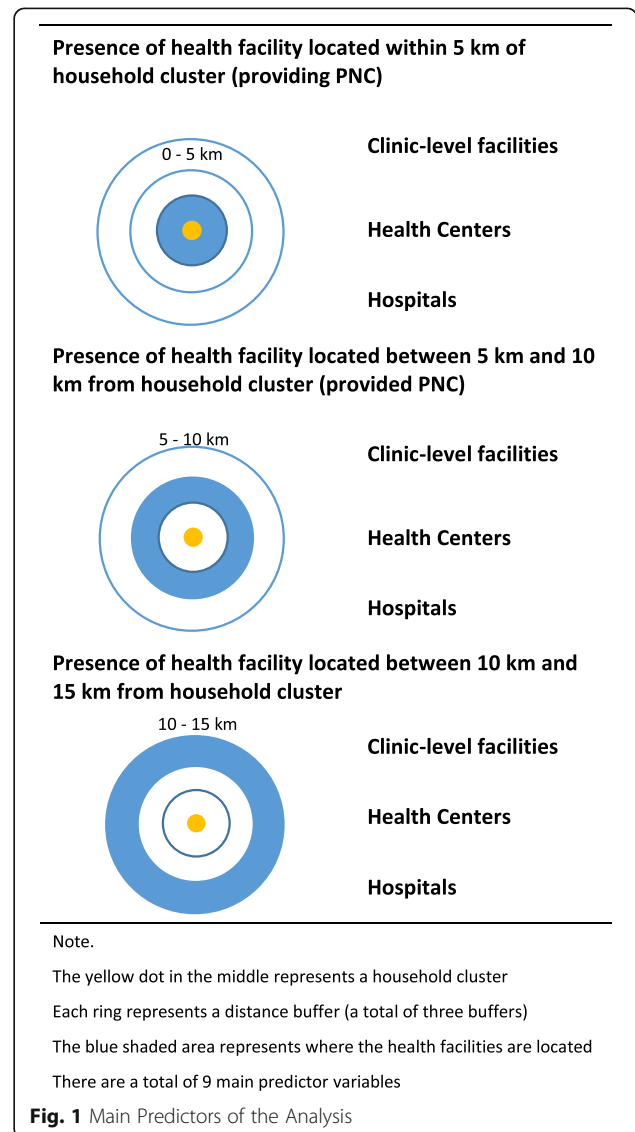 Presence of health facility located within 5 km of
household cluster (providing PNC)
0 - 5 km
Clinic-level facilities
Health Centers
Hospitals
Presence of health facility located between 5 km and 10
km from household cluster (provided PNC)
5 - 10 km
Clinic-level facilities
Health Centers
Hospitals
Presence of health facility located between 10 km and
15 km from household cluster
10 - 15 km
Clinic-level facilities
Health Centers
Hospitals
Note.
The yellow dot in the middle represents a household cluster
Each ring represents a distance buffer (a total of three buffers)
The blue shaded area represents where the health facilities are located
There are a total of 9 main predictor variables
Fig. 1 Main Predictors of the Analysis